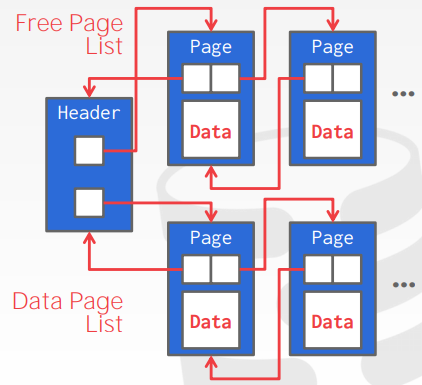 Free Page
List
Page
Page
Data
Data
...
Header
Page
Page
Data
Data
...
Data Page
List